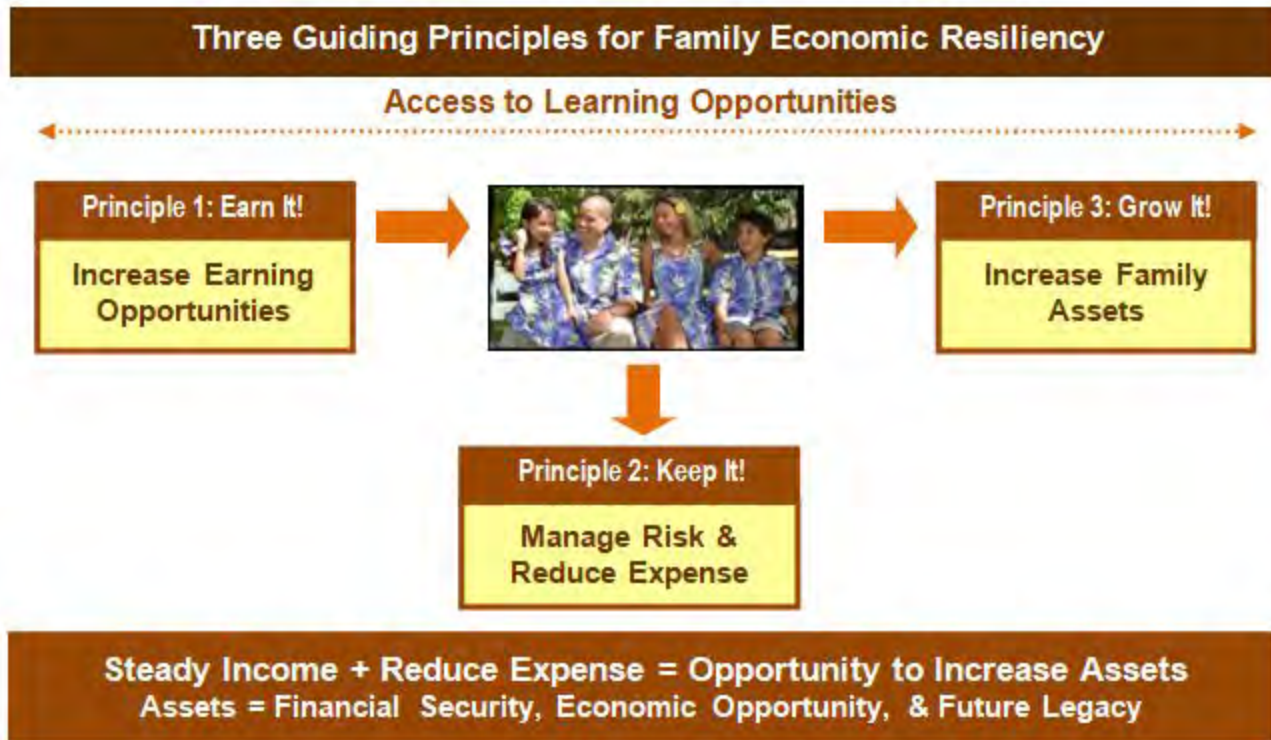 Three Guiding Principles for Family Economic Resiliency
Access to Learning Opportunities
Principle 1: Earn It!
Increase Earning
Opportunities
Principle 3: Grow It!
Increase Family
Assets
Principle 2: Keep It!
Manage Risk &
Reduce Expense
Steady Income + Reduce Expense = Opportunity to Increase Assets
Assets = Financial Security, Economic Opportunity, & Future Legacy